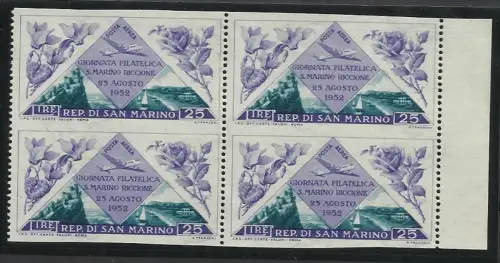 POSTA AEREA
GIORNATA FILATELICA
S. MARINO RICCIONE
25 AGOSTO
1952
LIRE REP. DI SAN MARINO 25
POSTA AEREA
GIORNATA FILATELICA
S. MARINO RICCIONE
25 AGOSTO
1952
LIRE REP. DI SAN MARINO 25
POSTA AEREA
GIORNATA FILATELICA
S. MARINO RICCIONE
25 AGOSTO
1952
LIRE REP. DI SAN MARINO 25
POSTA AEREA
GIORNATA FILATELICA
S. MARINO RICCIONE
25 AGOSTO
1952
LIRE REP. DI SAN MARINO 25